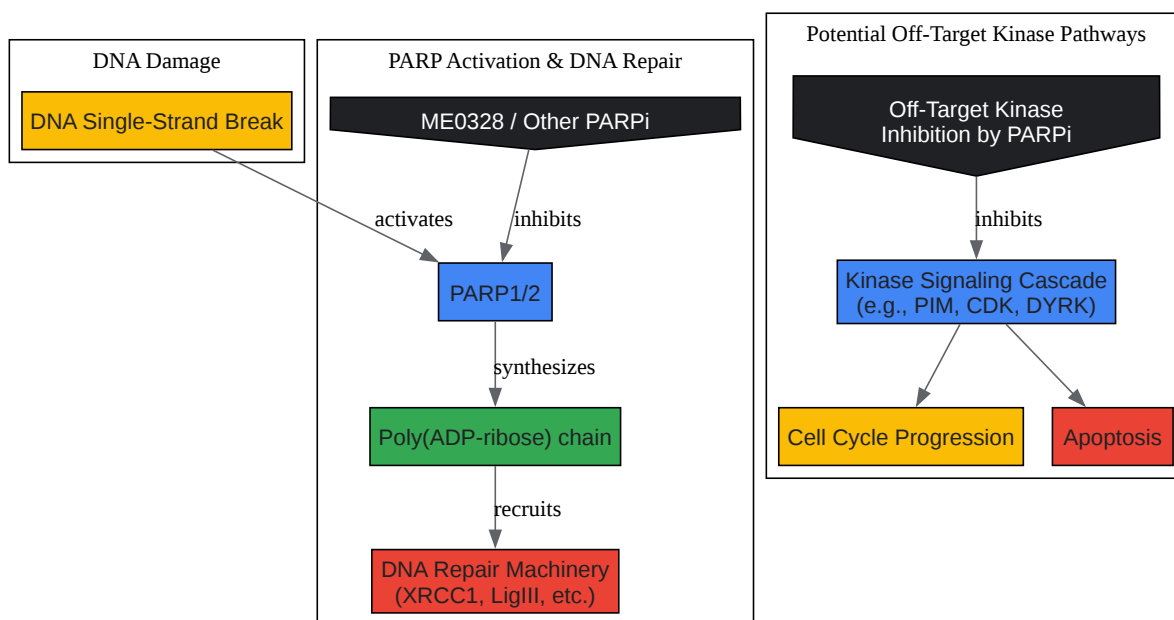 DNA Damage
DNA Single-Strand Break
PARP Activation & DNA Repair
ME0328 / Other PARPi
activates
inhibits
PARP1/2
synthesizes
Poly(ADP-ribose) chain
recruits
DNA Repair Machinery
(XRCC1, LigIII, etc.)
Potential Off-Target Kinase Pathways
Off-Target Kinase
Inhibition by PARPi
inhibits
Kinase Signaling Cascade
(e.g., PIM, CDK, DYRK)
Cell Cycle Progression
Apoptosis